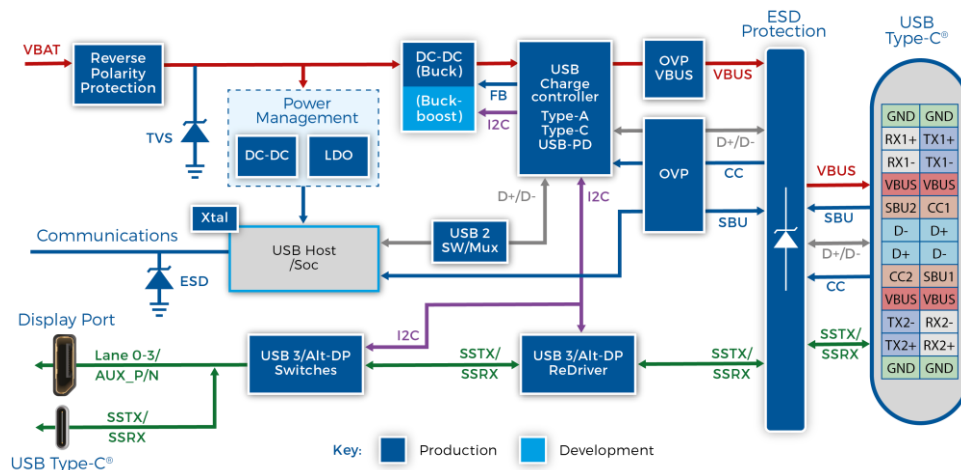 ESD
Protection
USB
Type-C®
VBAT
Reverse
Polarity
Protection
TVS
Power
Management
DC-DC
LDO
DC-DC
(Buck)
(Buck-
boost)
FB
I2C
USB
Charge
controller
Type-A
Type-C
USB-PD
OVP
VBUS
VBUS
OVP
D+/D-
CC
SBU
D+/D-
I2C
Xtal
Communications
USB Host
/Soc
USB 2
SW/Mux
ESD
VBUS
SBU
D+/D-
CC
SSTX/
SSRX
GND GND
RX1+ TX1+
RX1- TX1-
VBUS VBUS
SBU2 CC1
D- D+
D+ D-
CC2 SBU1
VBUS VBUS
TX2- RX2-
TX2+ RX2+
GND GND
Display Port
Lane 0-3/
AUX_P/N
I2C
USB 3/Alt-DP
Switches
SSTX/
SSRX
USB 3/Alt-DP
ReDriver
SSTX/
SSRX
SSTX/
SSRX
USB Type-C®
Key: Production Development